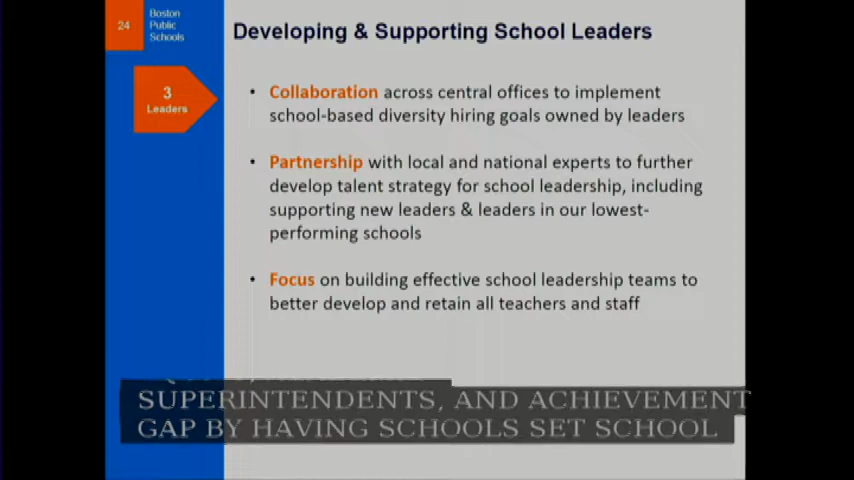 24
Boston
Public
Schools
Developing & Supporting School Leaders
3
Leaders
• Collaboration across central offices to implement
school-based diversity hiring goals owned by leaders
• Partnership with local and national experts to further
develop talent strategy for school leadership, including
supporting new leaders & leaders in our lowest-
performing schools
• Focus on building effective school leadership teams to
better develop and retain all teachers and staff
SUPERINTENDENTS, AND ACHIEVEMENT
GAP BY HAVING SCHOOLS SET SCHOOL